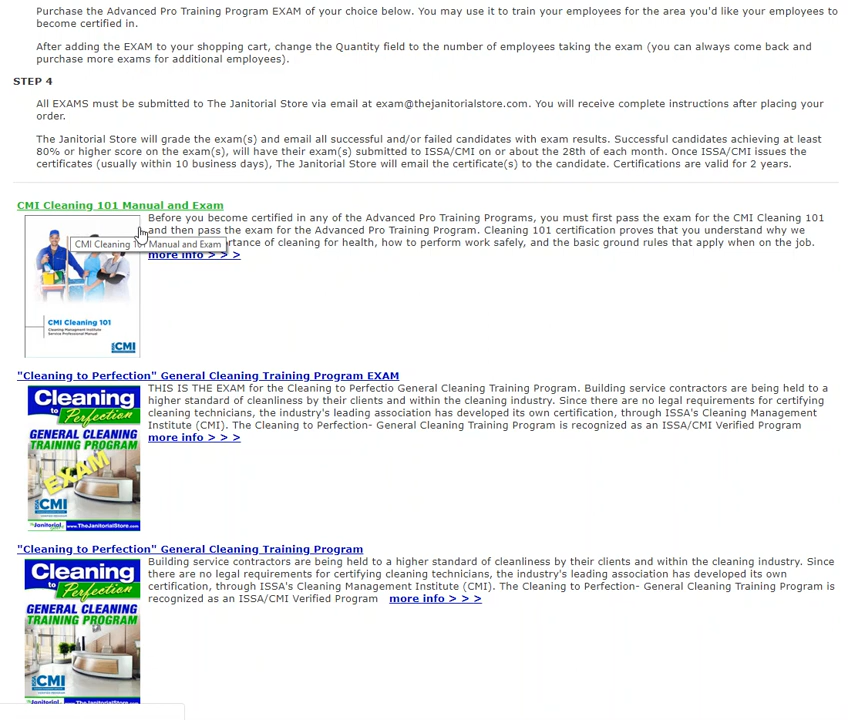 Purchase the Advanced Pro Training Program EXAM of your choice below. You may use it to train your employees for the area you'd like your employees to
become certified in.
After adding the EXAM to your shopping cart, change the Quantity field to the number of employees taking the exam (you can always come back and
purchase more exams for additional employees).
STEP 4
All EXAMS must be submitted to The Janitorial Store via email at exam@thejanitorialstore.com. You will receive complete instructions after placing your
order.
The Janitorial Store will grade the exam(s) and email all successful and/or failed candidates with exam results. Successful candidates achieving at least
80% or higher score on the exam(s), will have their exam(s) submitted to ISSA/CMI on or about the 28th of each month. Once ISSA/CMI issues the
certificates (usually within 10 business days), The Janitorial Store will email the certificate(s) to the candidate. Certifications are valid for 2 years.
CMI Cleaning 101 Manual and Exam
Before you become certified in any of the Advanced Pro Training Programs, you must first pass the exam for the CMI Cleaning 101
and then pass the exam for the Advanced Pro Training Program. Cleaning 101 certification proves that you understand why we
CMI Cleaning Manual and Exam
rtance of cleaning for health, how to perform work safely, and the basic ground rules that apply when on the job.
more info > > >
CMI Cleaning 101
Cleaning Management Institute
Service Professional Manual
CMI
"Cleaning to Perfection" General Cleaning Training Program EXAM
THIS IS THE EXAM for the Cleaning to Perfectio General Cleaning Training Program. Building service contractors are being held to a
higher standard of cleanliness by their clients and within the cleaning industry. Since there are no legal requirements for certifying
cleaning technicians, the industry's leading association has developed its own certification, through ISSA's Cleaning Management
Institute (CMI). The Cleaning to Perfection- General Cleaning Training Program is recognized as an ISSA/CMI Verified Program
more info > > >
Cleaning
to Perfection
GENERAL CLEANING
TRAINING PROGRAM
EXAM
ISSA CMI
Janitorial www.TheJanitorialStore.com
"Cleaning to Perfection" General Cleaning Training Program
Building service contractors are being held to a higher standard of cleanliness by their clients and within the cleaning industry. Since
there are no legal requirements for certifying cleaning technicians, the industry's leading association has developed its own
certification, through ISSA's Cleaning Management Institute (CMI). The Cleaning to Perfection- General Cleaning Training Program is
recognized as an ISSA/CMI Verified Program more info > > >
Cleaning
to Perfection
GENERAL CLEANING
TRAINING PROGRAM
ISSA CMI